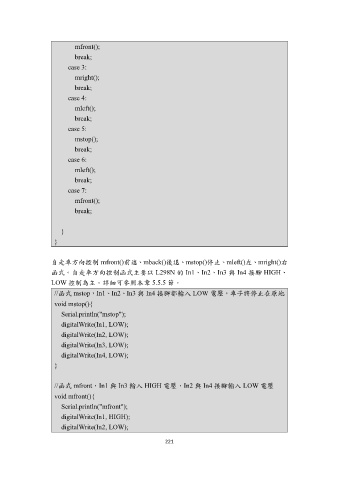 mfront();
break;
case 3:
mright();
break;
case 4:
mleft();
break;
case 5:
mstop();
break;
case 6:
mleft();
break;
case 7:
mfront();
break;
}
}
自走車方向控制 mfront()前進、mback()後退、mstop()停止、mleft()左、mright()右
函式。自走車方向控制函式主要以 L298N 的 In1、In2、In3 與 In4 接腳 HIGH、
LOW 控制為主。詳細可參照本章 5.5.5 節。
//函式 mstop，In1、In2、In3 與 In4 接腳都輸入 LOW 電壓，車子將停止在原地
void mstop(){
Serial.println("mstop");
digitalWrite(In1, LOW);
digitalWrite(In2, LOW);
digitalWrite(In3, LOW);
digitalWrite(In4, LOW);
}
//函式 mfront，In1 與 In3 輸入 HIGH 電壓，In2 與 In4 接腳輸入 LOW 電壓
void mfront(){
Serial.println("mfront");
digitalWrite(In1, HIGH);
digitalWrite(In2, LOW);
221